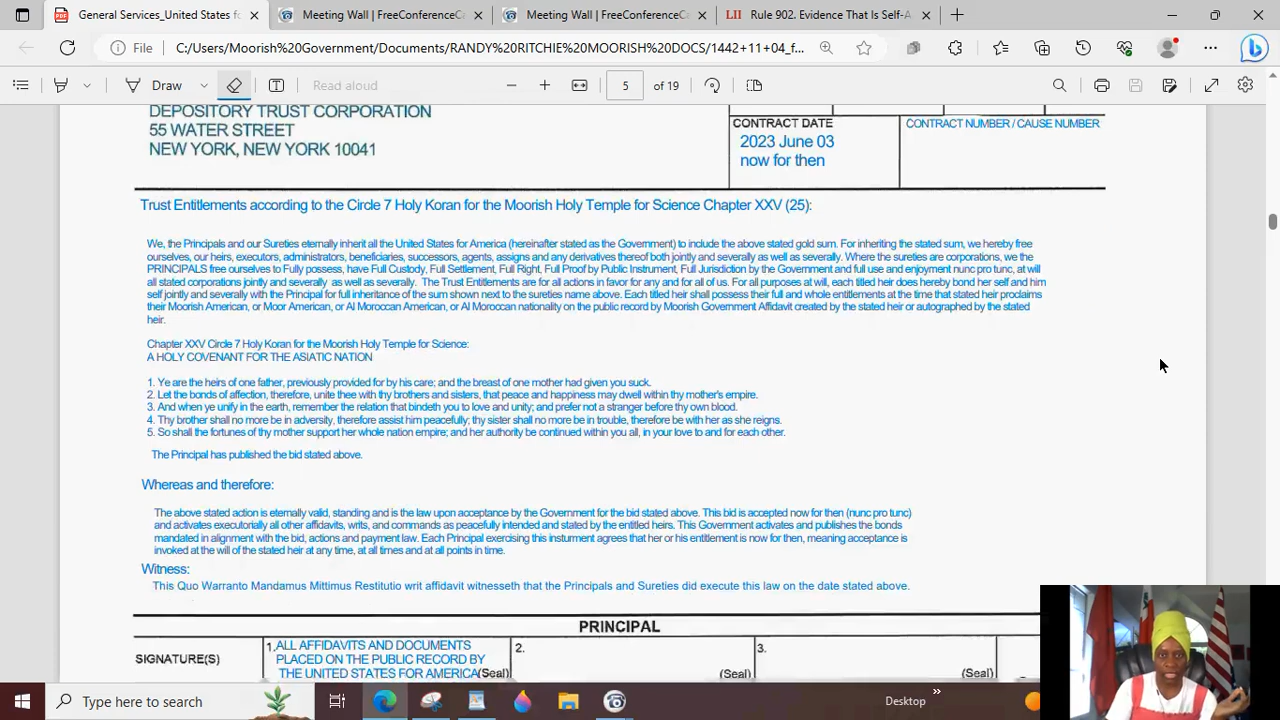 General Services_United States fo
Meeting Wall | FreeConferenceCa
Meeting Wall | FreeConferenceCa
LII Rule 902. Evidence That Is Self-A
File C:/Users/Moorish%20Government/Documents/RANDY%20RITCHIE%20MOORISH%20DOCS/1442+11+04_f...
Draw
Read aloud
5 of 19
DEPOSITORY TRUST CORPORATION
55 WATER STREET
NEW YORK, NEW YORK 10041
CONTRACT DATE
2023 June 03
now for then
CONTRACT NUMBER / CAUSE NUMBER
Trust Entitlements according to the Circle 7 Holy Koran for the Moorish Holy Temple for Science Chapter XXV (25):
We, the Principals and our Sureties eternally inherit all the United States for America (hereinafter stated as the Government) to include the above stated gold sum. For inheriting the stated sum, we hereby free
ourselves, our heirs, executors, administrators, beneficiaries, successors, agents, assigns and any derivatives thereof both jointly and severally as well as severally. Where the sureties are corporations, we the
PRINCIPALS free ourselves to Fully possess, have Full Custody, Full Settlement, Full Right, Full Proof by Public Instrument, Full Jurisdiction by the Government and full use and enjoyment nunc pro tunc, at will
all stated corporations jointly and severally as well as severally. The Trust Entitlements are for all actions in favor for any and for all of us. For all purposes at will, each titled heir does hereby bond her self and him
self jointly and severally with the Principal for full inheritance of the sum shown next to the sureties name above. Each titled heir shall possess their full and whole entitlements at the time that stated heir proclaims
their Moorish American, or Moor American, or Al Moroccan American, or Al Moroccan nationality on the public record by Moorish Government Affidavit created by the stated heir or autographed by the stated
heir.
Chapter XXV Circle 7 Holy Koran for the Moorish Holy Temple for Science:
A HOLY COVENANT FOR THE ASIATIC NATION
1. Ye are the heirs of one father, previously provided for by his care; and the breast of one mother had given you suck.
2. Let the bonds of affection, therefore, unite thee with thy brothers and sisters, that peace and happiness may dwell within thy mother's empire.
3. And when ye unify in the earth, remember the relation that bindeth you to love and unity; and prefer not a stranger before thy own blood.
4. Thy brother shall no more be in adversity, therefore assist him peacefully; thy sister shall no more be in trouble, therefore be with her as she reigns.
5. So shall the fortunes of thy mother support her whole nation empire; and her authority be continued within you all, in your love to and for each other.
The Principal has published the bid stated above.
Whereas and therefore:
The above stated action is eternally valid, standing and is the law upon acceptance by the Government for the bid stated above. This bid is accepted now for then (nunc pro tunc)
and activates executorially all other affidavits, writs, and commands as peacefully intended and stated by the entitled heirs. This Government activates and publishes the bonds
mandated in alignment with the bid, actions and payment law. Each Principal exercising this insturment agrees that her or his entitlement is now for then, meaning acceptance is
invoked at the will of the stated heir at any time, at all times and at all points in time.
Witness:
This Quo Warranto Mandamus Mittimus Restitutio writ affidavit witnesseth that the Principals and Sureties did execute this law on the date stated above.
PRINCIPAL
SIGNATURE(S)
1. ALL AFFIDAVITS AND DOCUMENTS
PLACED ON THE PUBLIC RECORD BY
THE UNITED STATES FOR AMERICA (Seal)
2.
(Seal)
3.
(Seal)
Type here to search
Desktop